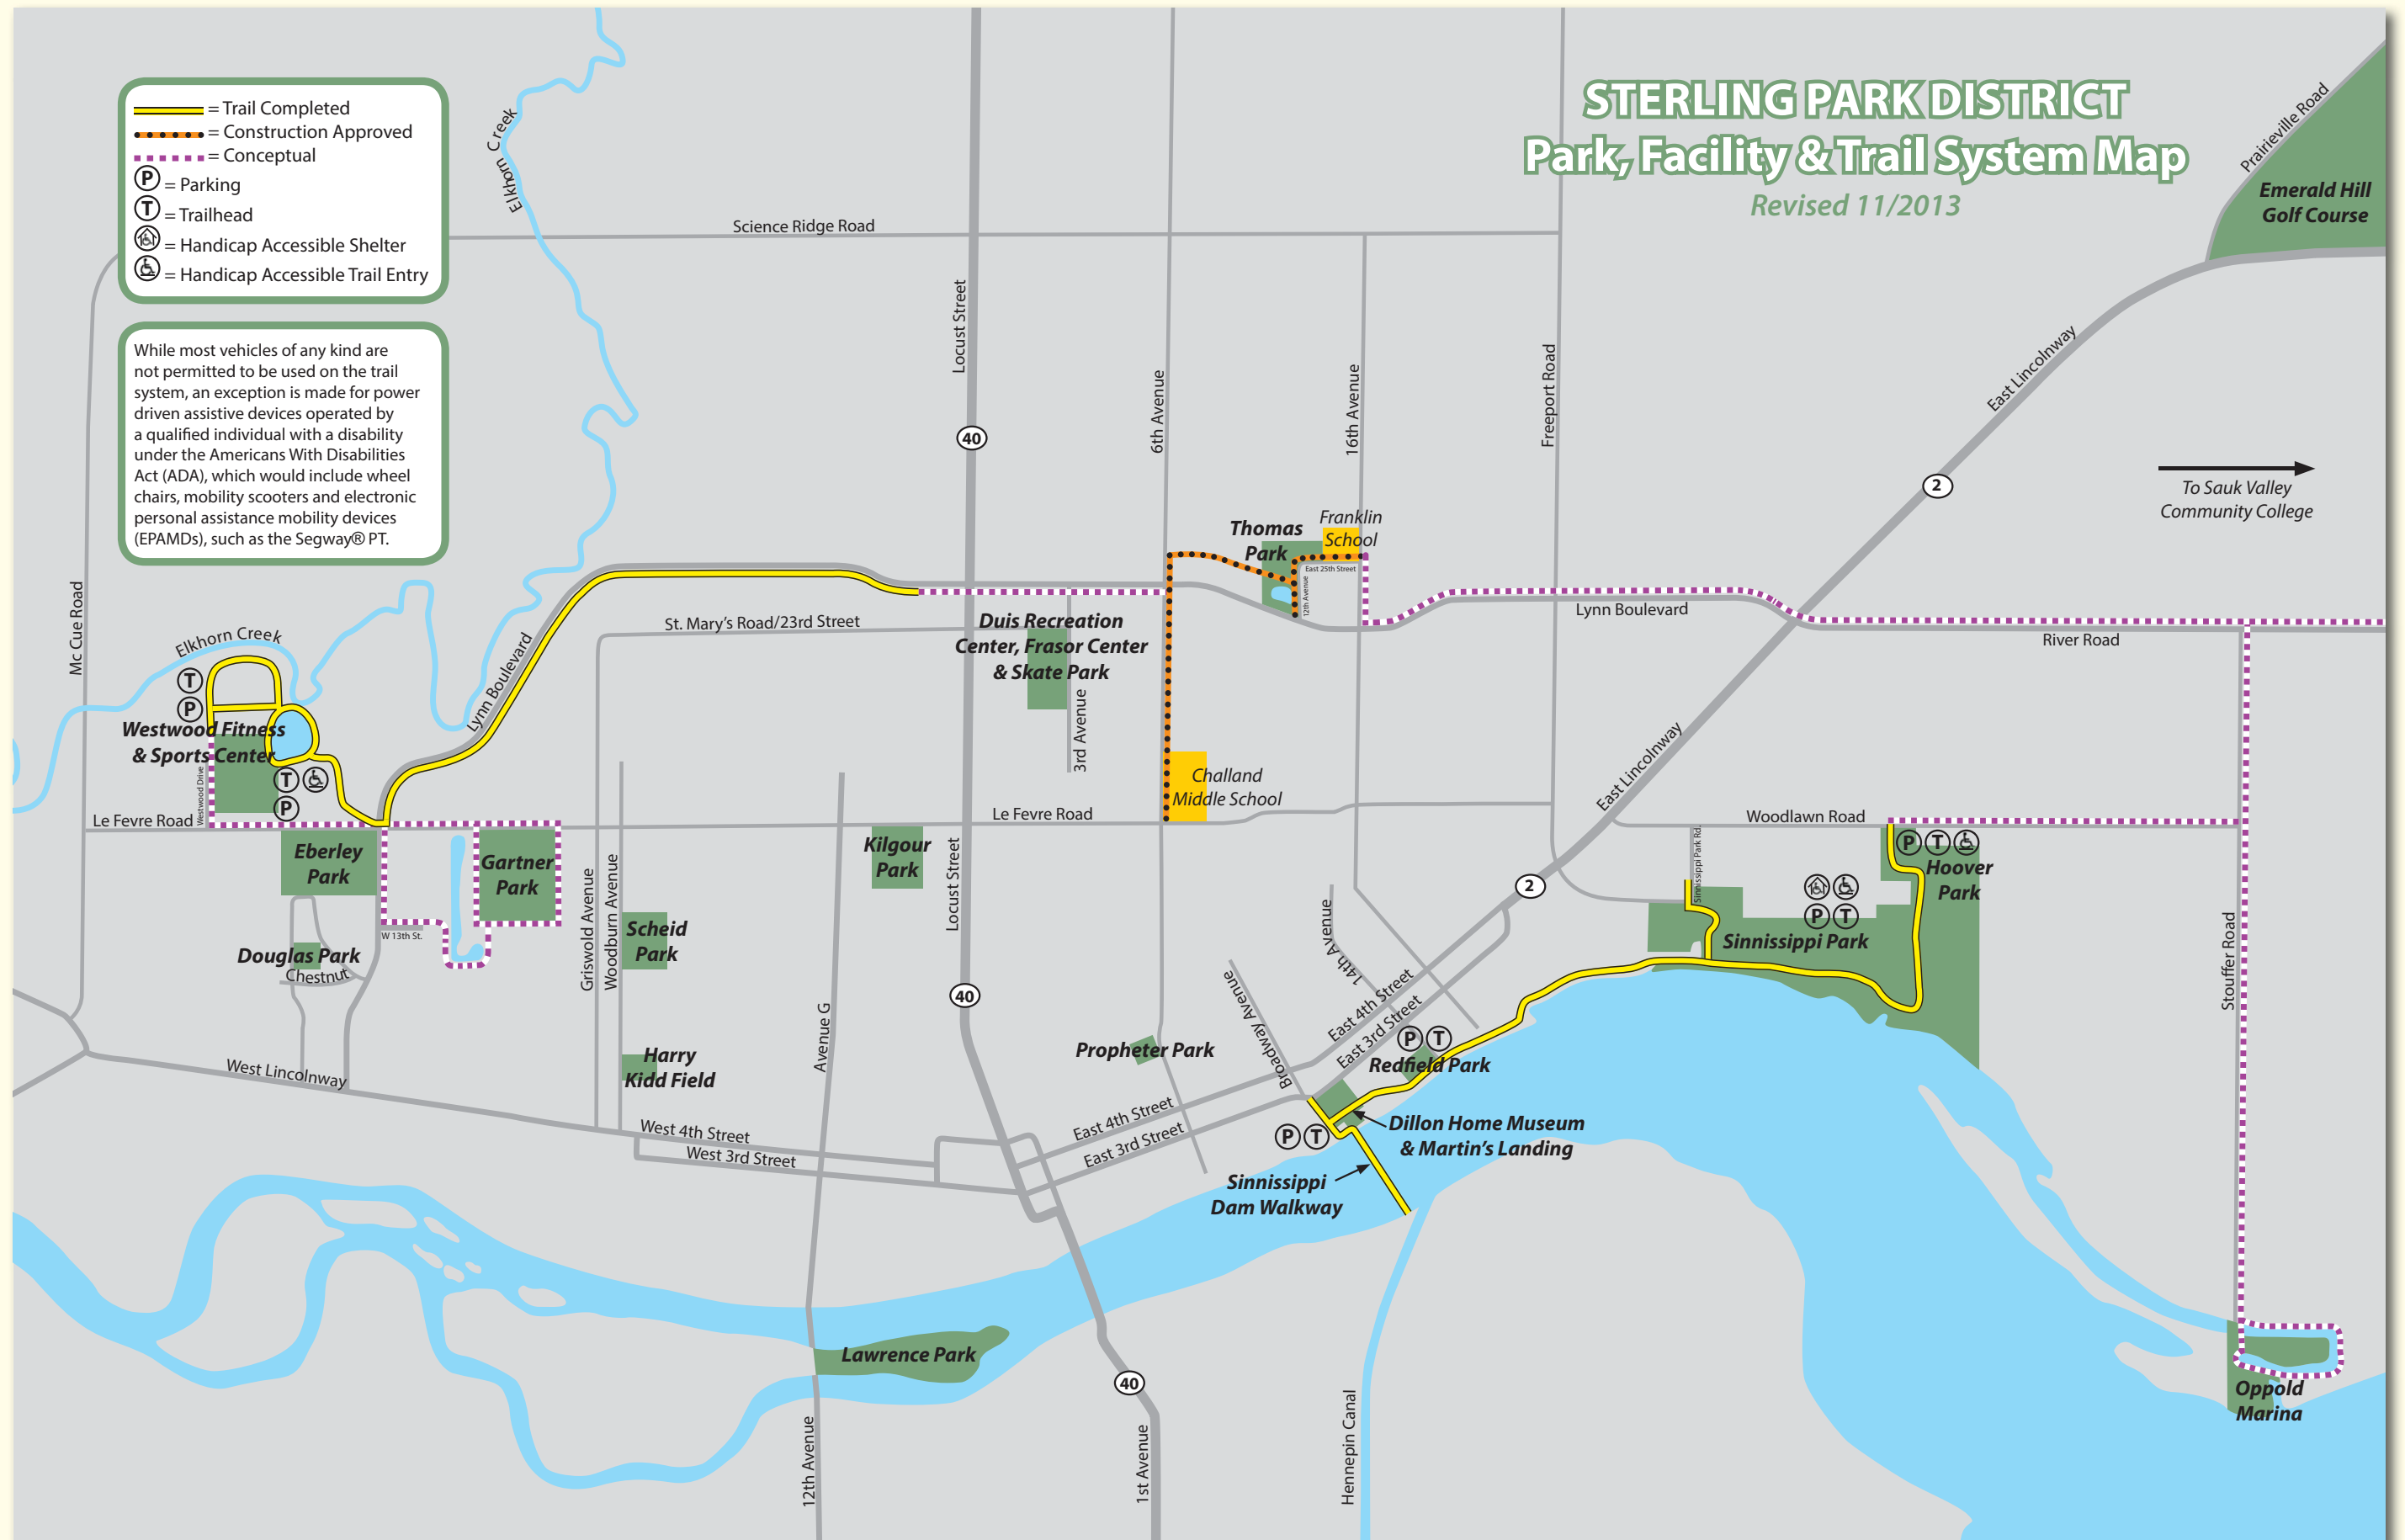 STERLING PARK DISTRICT
Park, Facility & Trail System Map
Revised 11/2013
= Trail Completed
= Construction Approved
= Conceptual
P = Parking
T = Trailhead
= Handicap Accessible Shelter
= Handicap Accessible Trail Entry
While most vehicles of any kind are
not permitted to be used on the trail
system, an exception is made for power
driven assistive devices operated by
a qualified individual with a disability
under the Americans With Disabilities
Act (ADA), which would include wheel
chairs, mobility scooters and electronic
personal assistance mobility devices
(EPAMDs), such as the Segway® PT.
Elkhorn Creek
Science Ridge Road
Locust Street
40
6th Avenue
16th Avenue
Freeport Road
Prairieville Road
Emerald Hill
Golf Course
East Lincolnway
2
To Sauk Valley
Community College
Mc Cue Road
Elkhorn Creek
T
P
Westwood Fitness
& Sports Center
T
P
Westwood Drive
Le Fevre Road
Lynn Boulevard
St. Mary's Road/23rd Street
Duis Recreation
Center, Frasor Center
& Skate Park
3rd Avenue
Thomas
Park
Franklin
School
East 25th Street
12th Avenue
Lynn Boulevard
River Road
Challand
Middle School
Le Fevre Road
East Lincolnway
Woodlawn Road
Sinnissippi Park Rd.
P T
Hoover
Park
P T
Sinnissippi Park
Stouffer Road
Eberley
Park
Gartner
Park
W 13th St.
Douglas Park
Chestnut
Griswold Avenue
Woodburn Avenue
Scheid
Park
Harry
Kidd Field
Kilgour
Park
Locust Street
40
Avenue G
Propheter Park
Broadway Avenue
14th Avenue
2
East 4th Street
East 3rd Street
P T
Redfield Park
Dillon Home Museum
& Martin's Landing
P T
Sinnissippi
Dam Walkway
West Lincolnway
West 4th Street
West 3rd Street
East 4th Street
East 3rd Street
Lawrence Park
40
12th Avenue
1st Avenue
Hennepin Canal
Oppold
Marina